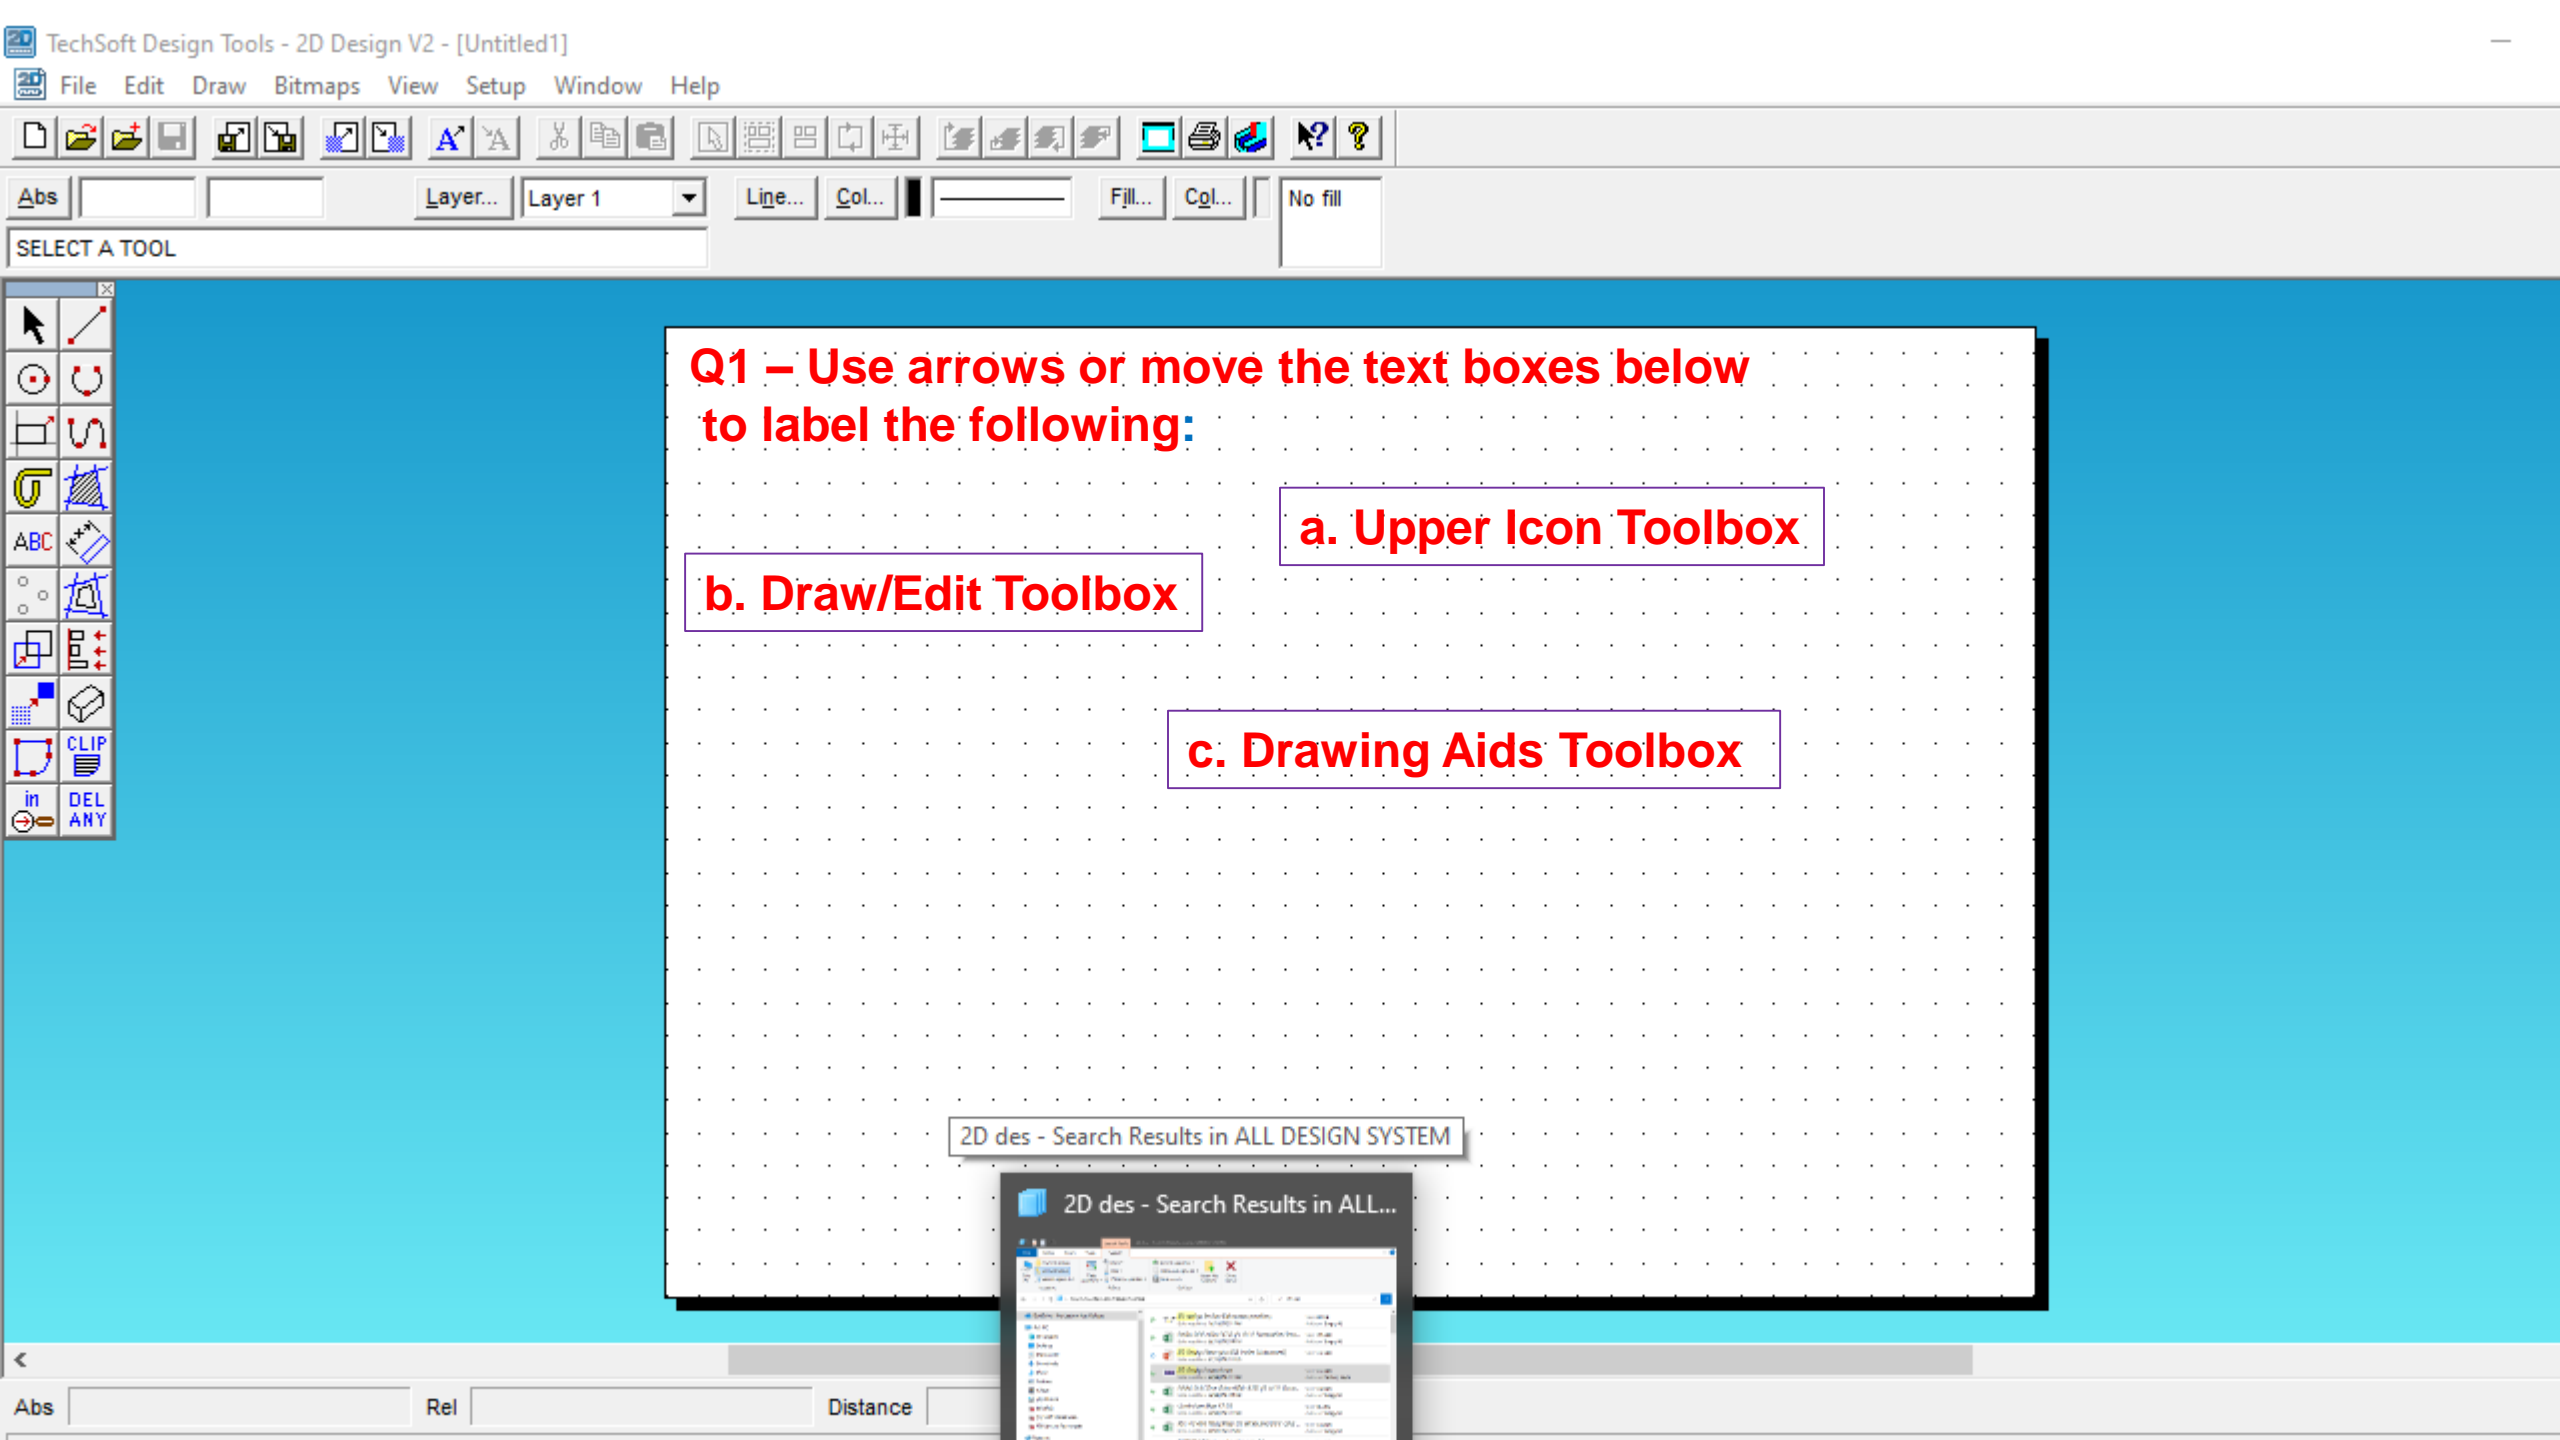 TechSoft Design Tools - 2D Design V2 - [Untitled1]
File Edit Draw Bitmaps View Setup Window Help
Abs Layer... Layer 1 Line... Col... Fill... Col... No fill
SELECT A TOOL
Q1 – Use arrows or move the text boxes below
to label the following:
a. Upper Icon Toolbox
b. Draw/Edit Toolbox
ABC
c. Drawing Aids Toolbox
CLIP
in DEL
ANY
2D des - Search Results in ALL DESIGN SYSTEM
2D des - Search Results in ALL...
Abs Rel Distance